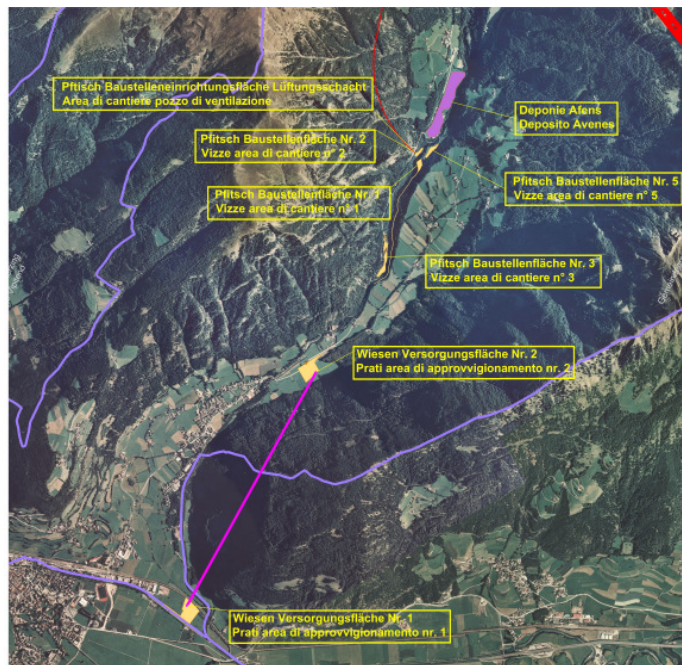 Pfitsch Baustelleneinrichtungsfläche Lüftungsschacht
Area di cantiere pozzo di ventilazione
Deponie Afens
Deposito Avenes
Pfitsch Baustellenfläche Nr. 2
Vizze area di cantiere n° 2
Pfitsch Baustellenfläche Nr. 5
Vizze area di cantiere n° 5
Pfitsch Baustellenfläche Nr. 1
Vizze area di cantiere n° 1
Pfitsch Baustellenfläche Nr. 3
Vizze area di cantiere n° 3
Wiesen Versorgungsfläche Nr. 2
Prati area di approvvigionamento nr. 2
Wiesen Versorgungsfläche Nr. 1
Prati area di approvvigionamento nr. 1